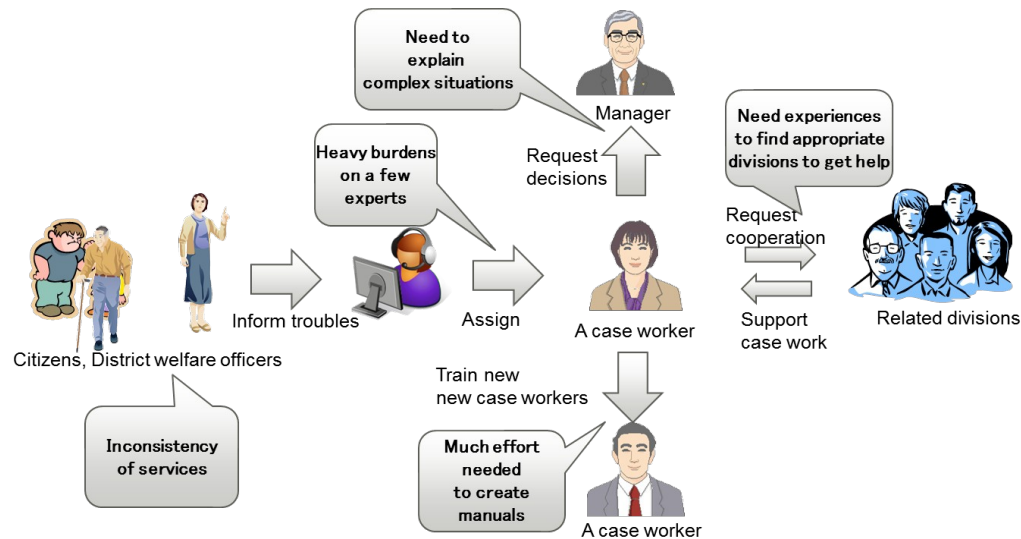 Need to
explain
complex situations
Manager
Need experiences
to find appropriate
divisions to get help
Heavy burdens
on a few
experts
Request
decisions
Request
cooperation
Inform troubles
Assign
A case worker
Support
case work
Related divisions
Citizens, District welfare officers
Train new
new case workers
Inconsistency
of services
Much effort
needed
to create
manuals
A case worker